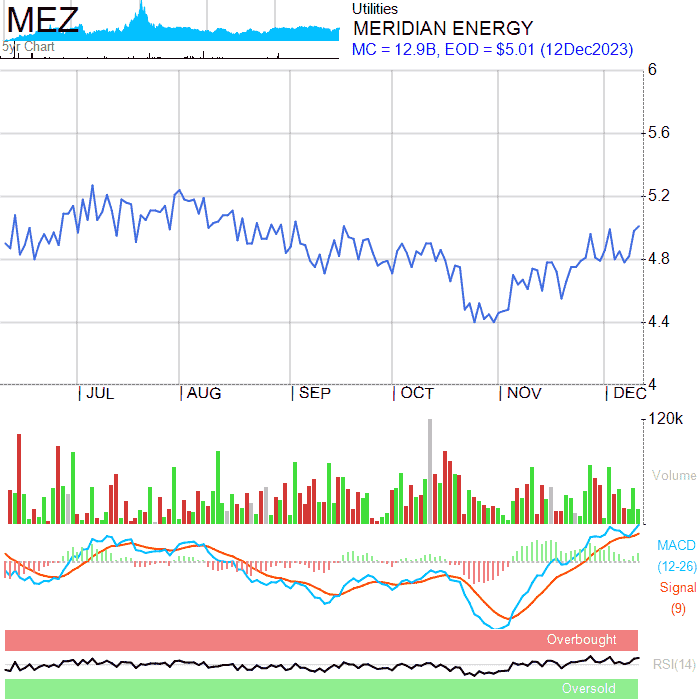 MEZ
5yr Chart
Utilities
MERIDIAN ENERGY
MC = 12.9B, EOD = $5.01 (12Dec2023)
6
5.6
5.2
4.8
4.4
4
JUL AUG SEP OCT NOV DEC
120k
Volume
MACD
(12-26)
Signal
(9)
Overbought
RSI(14)
Oversold